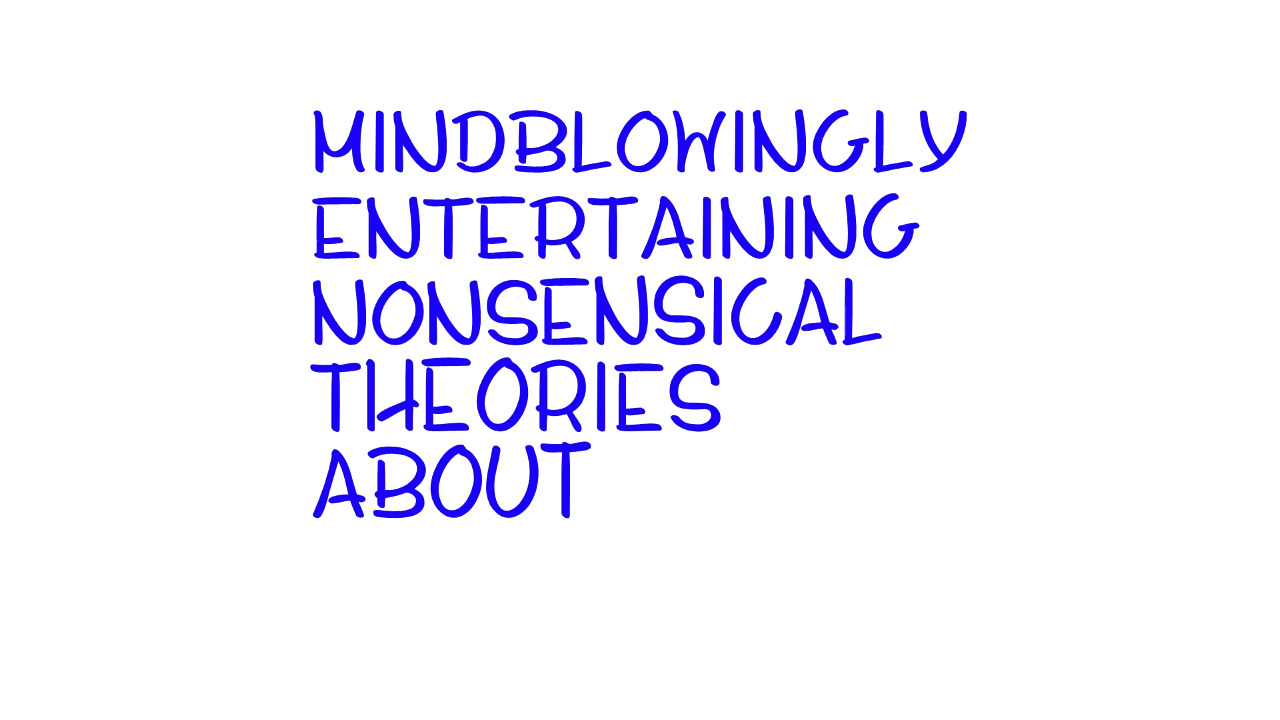 MINDBLOWINGLY
ENTERTAINING
NONSENSICAL
THEORIES
ABOUT